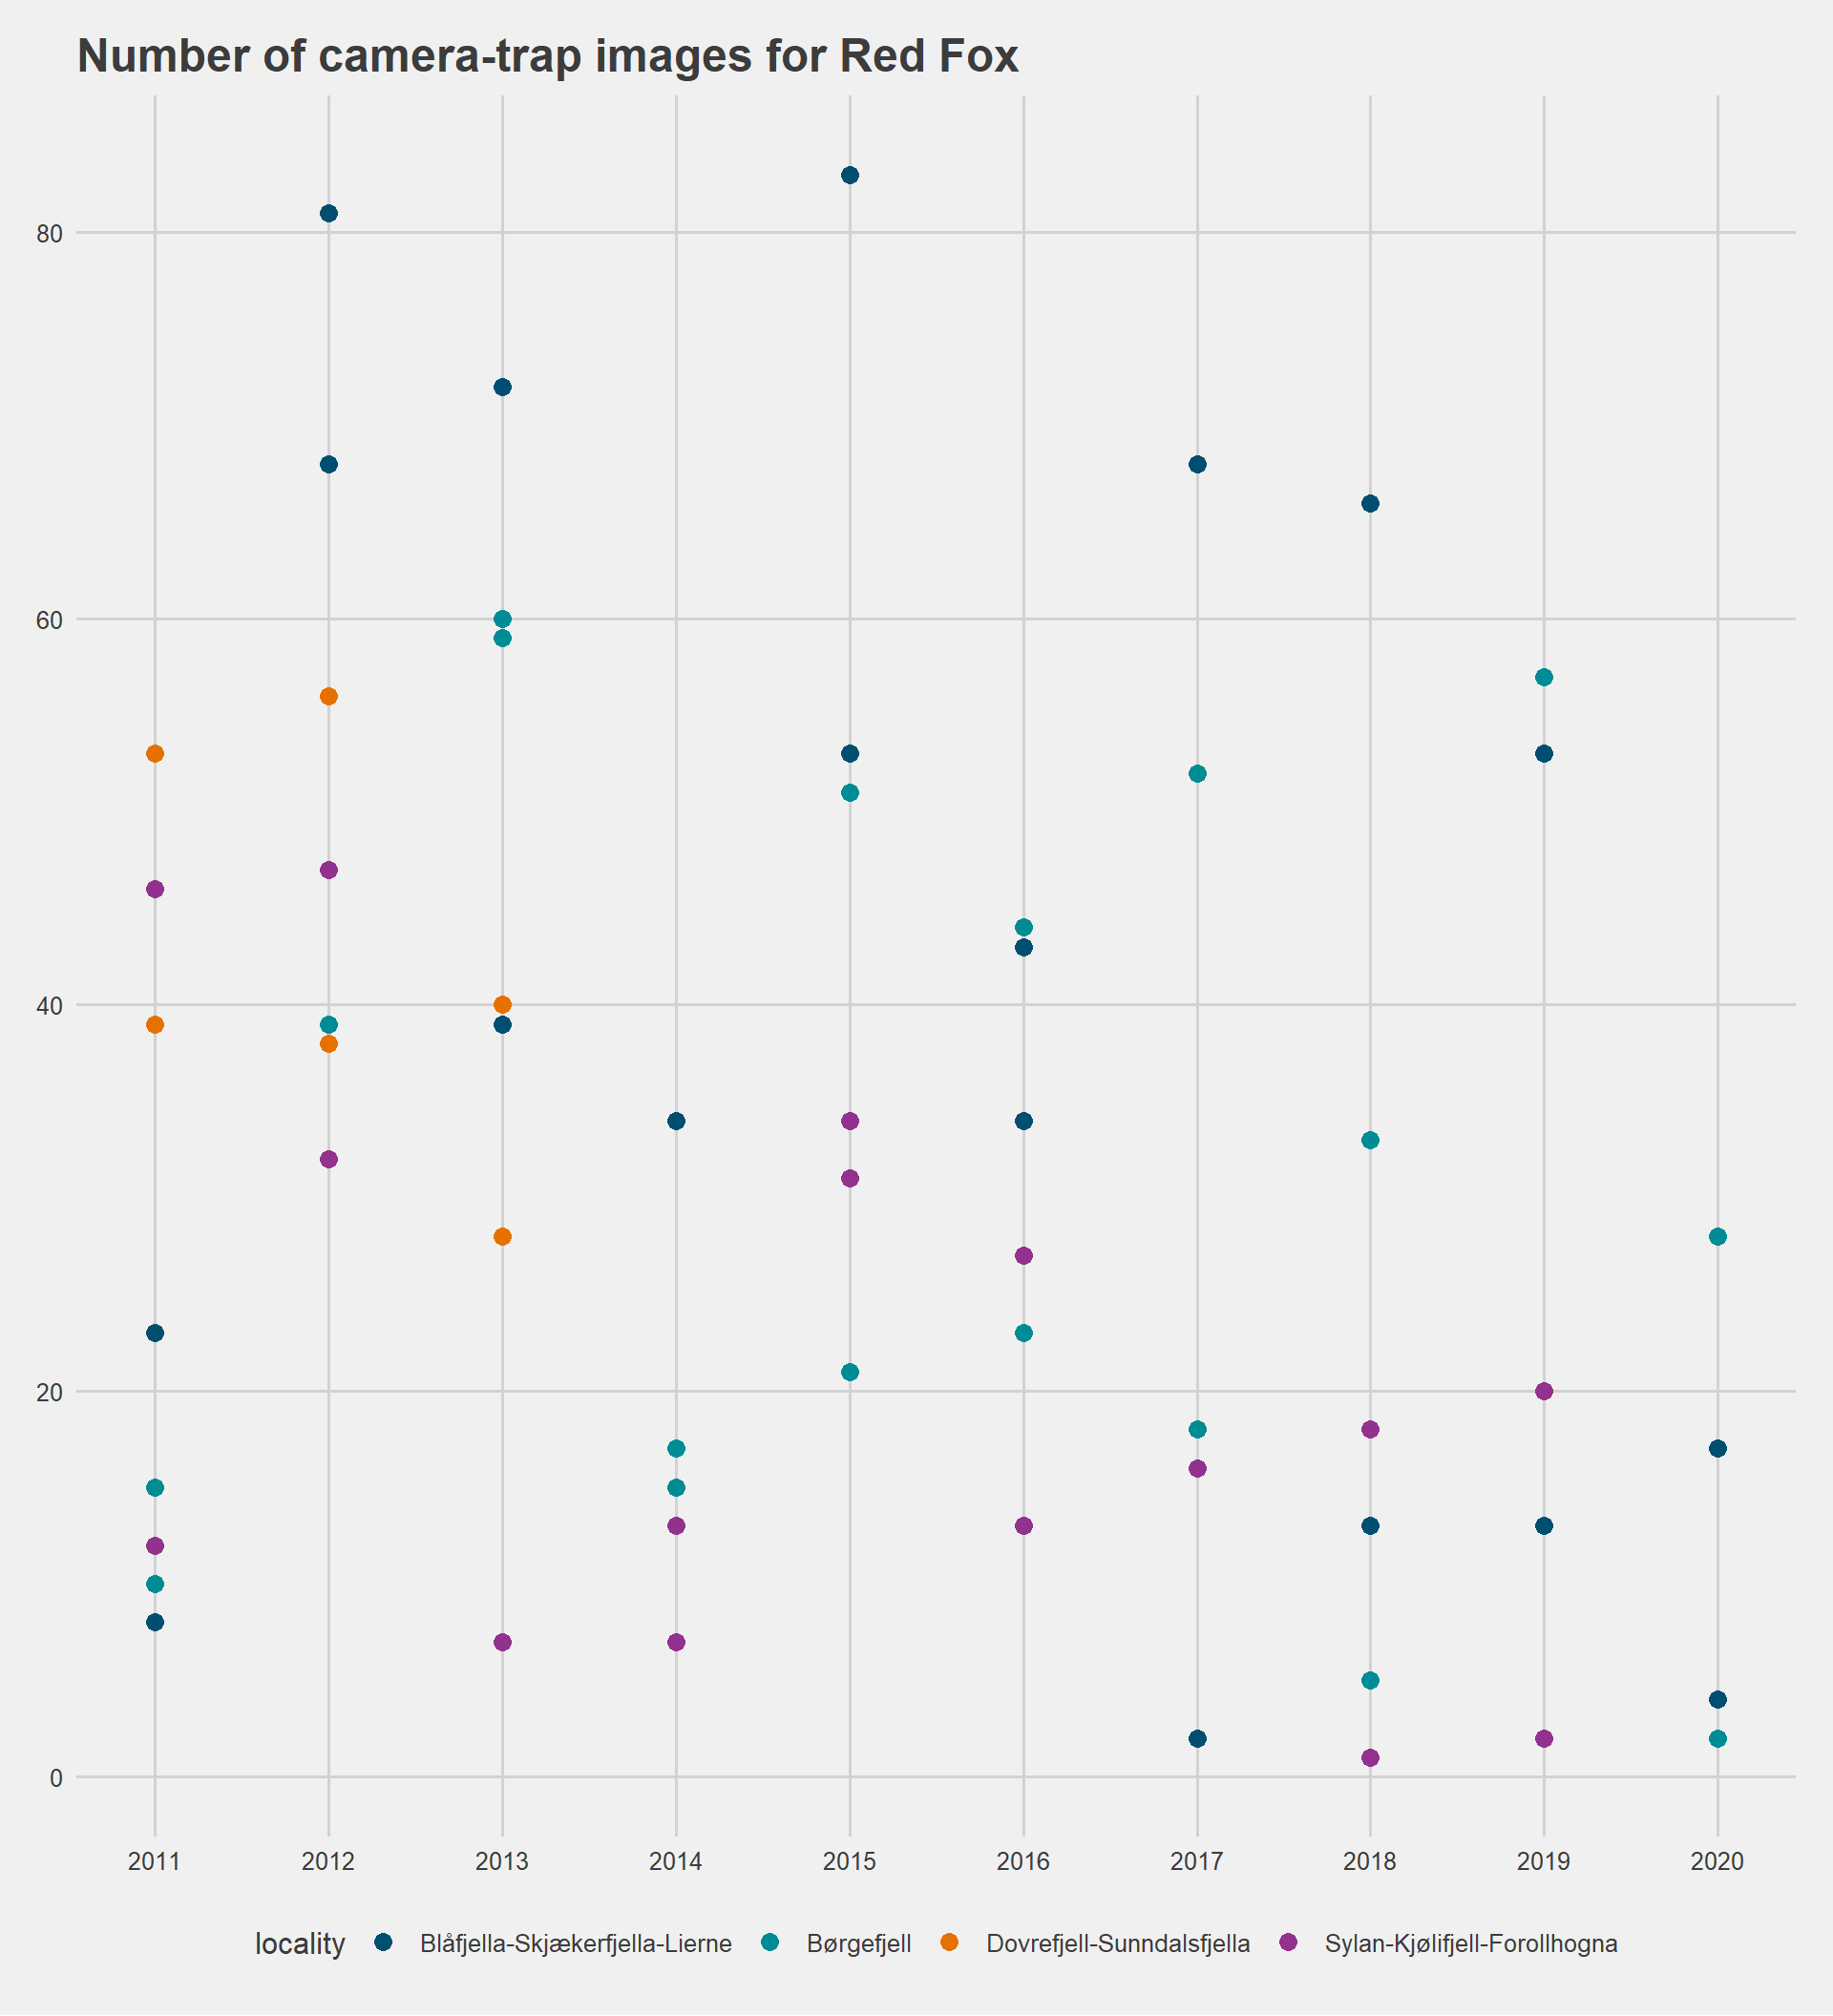 Number of camera-trap images for Red Fox
80
60
40
20
0
2011 2012 2013 2014 2015 2016 2017 2018 2019 2020
locality Blåfjella-Skjækerfjella-Lierne Børgefjell Dovrefjell-Sunndalsfjella Sylan-Kjølifjell-Forollhogna